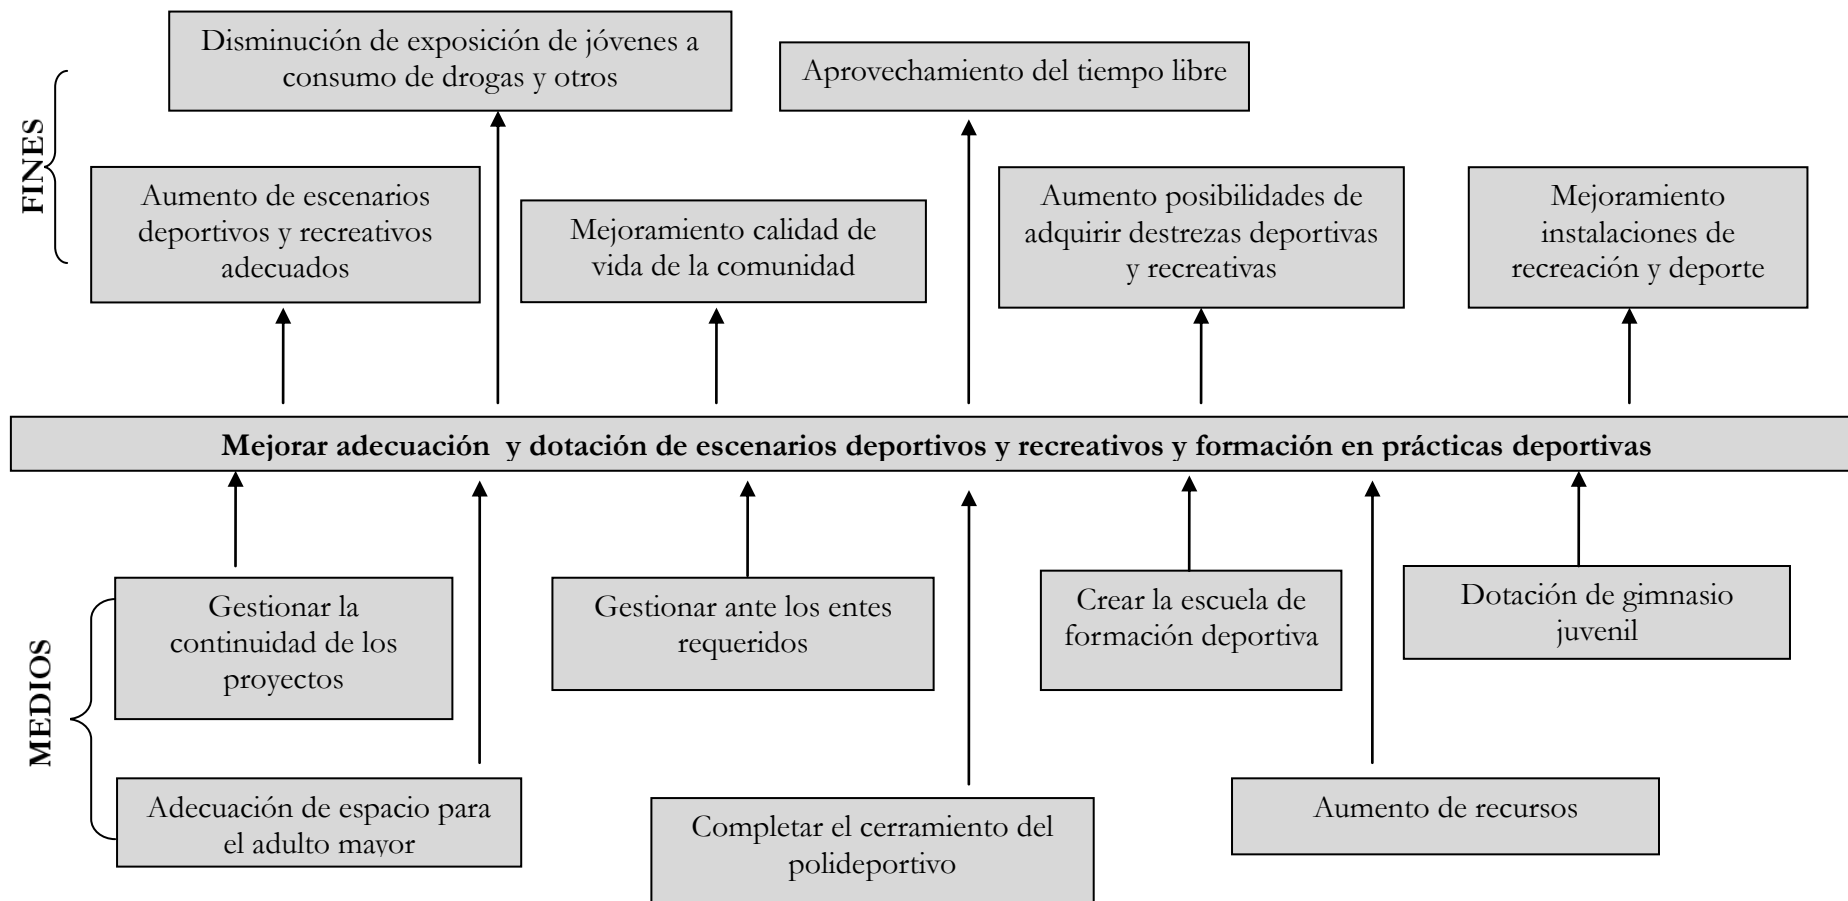 Disminución de exposición de jóvenes a
consumo de drogas y otros
Aprovechamiento del tiempo libre
FINES
Aumento de escenarios
deportivos y recreativos
adecuados
Mejoramiento calidad de
vida de la comunidad
Aumento posibilidades de
adquirir destrezas deportivas
y recreativas
Mejoramiento
instalaciones de
recreación y deporte
Mejorar adecuación y dotación de escenarios deportivos y recreativos y formación en prácticas deportivas
MEDIOS
Gestionar la
continuidad de los
proyectos
Gestionar ante los entes
requeridos
Crear la escuela de
formación deportiva
Dotación de gimnasio
juvenil
Adecuación de espacio para
el adulto mayor
Completar el cerramiento del
polideportivo
Aumento de recursos